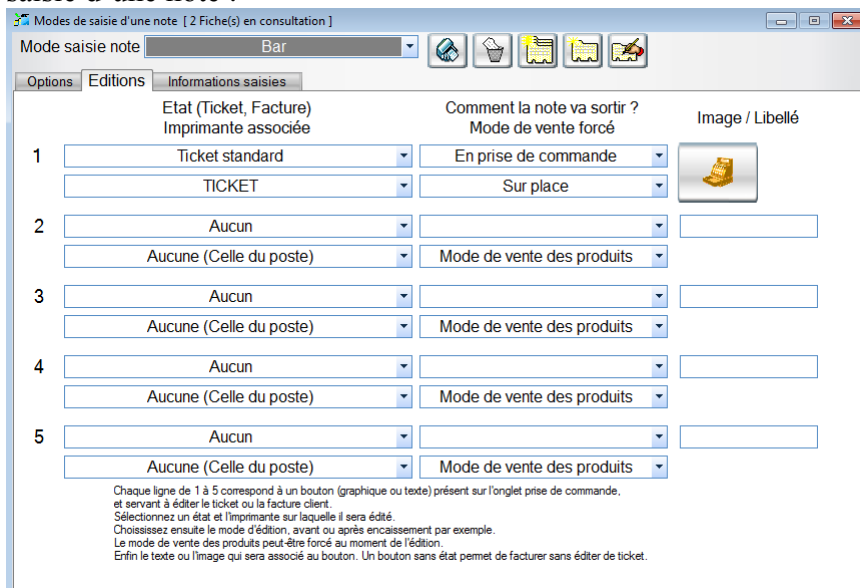 saisie d'une note :
Modes de saisie d'une note [ 2 Fiche(s) en consultation ]
Mode saisie note Bar
Options Editions Informations saisies
Etat (Ticket, Facture) Comment la note va sortir ? Image / Libellé
Imprimante associée Mode de vente forcé
1 Ticket standard En prise de commande
TICKET Sur place
2 Aucun
Aucune (Celle du poste) Mode de vente des produits
3 Aucun
Aucune (Celle du poste) Mode de vente des produits
4 Aucun
Aucune (Celle du poste) Mode de vente des produits
5 Aucun
Aucune (Celle du poste) Mode de vente des produits
Chaque ligne de 1 à 5 correspond à un bouton (graphique ou texte) présent sur l'onglet prise de commande,
et servant à éditer le ticket ou la facture client.
Sélectionnez un état et l'imprimante sur laquelle il sera édité.
Choississez ensuite le mode d'édition, avant ou après encaissement par exemple.
Le mode de vente des produits peut-être forcé au moment de l'édition.
Enfin le texte ou l'image qui sera associé au bouton. Un bouton sans état permet de facturer sans éditer de ticket.